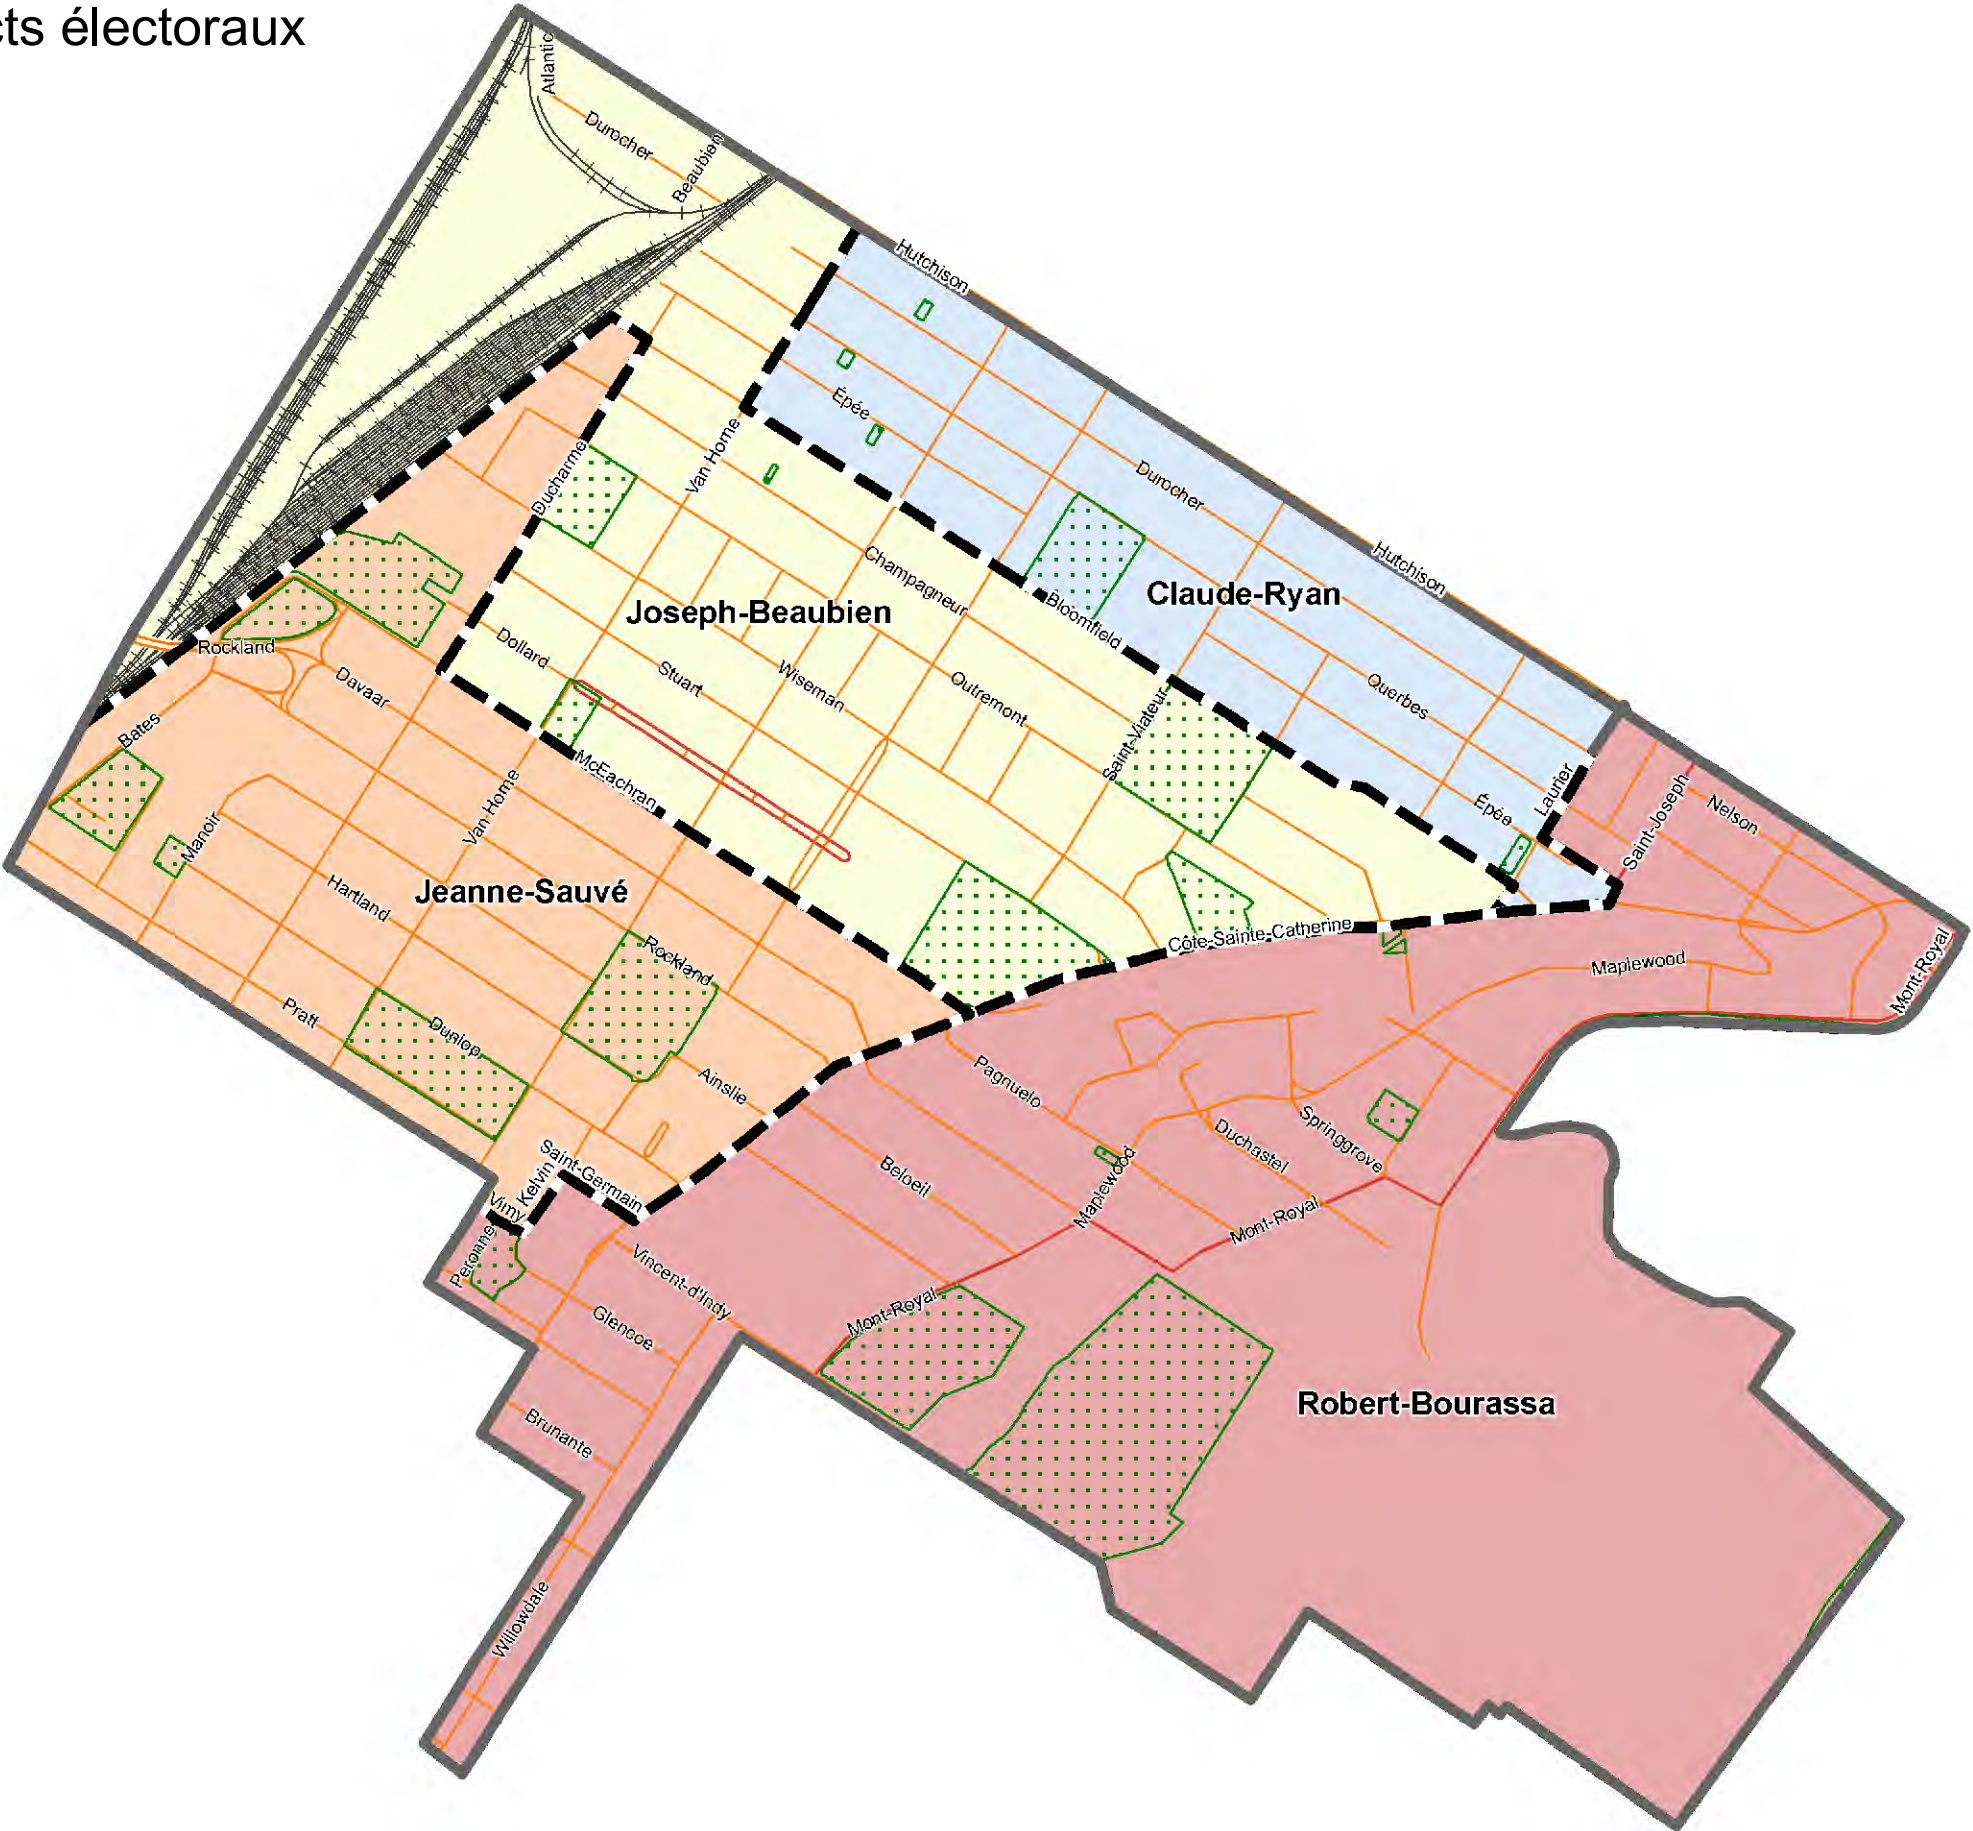 cts électoraux
Atlantic
Durocher
Beaubien
Hutchison
Épée
Van Horne
Ducharme
Durocher
Hutchison
Champagneur
Claude-Ryan
Joseph-Beaubien
Bloomfield
Dollard
Stuart
Wiseman
Outremont
Querbes
Rockland
Davaar
Saint-Viateur
Bates
McEachran
Van Horne
Épée
Laurier
Saint-Joseph
Nelson
Manoir
Hartland
Jeanne-Sauvé
Rockland
Côte-Sainte-Catherine
Maplewood
Mont-Royal
Pratt
Dunlop
Ainslie
Pagnuelo
Springgrove
Duchastel
Beloeil
Maplewood
Mont-Royal
Saint-Germain
Kelvin
Vimy
Peronne
Vincent-d'Indy
Glencoe
Mont-Royal
Robert-Bourassa
Brunante
Willowdale